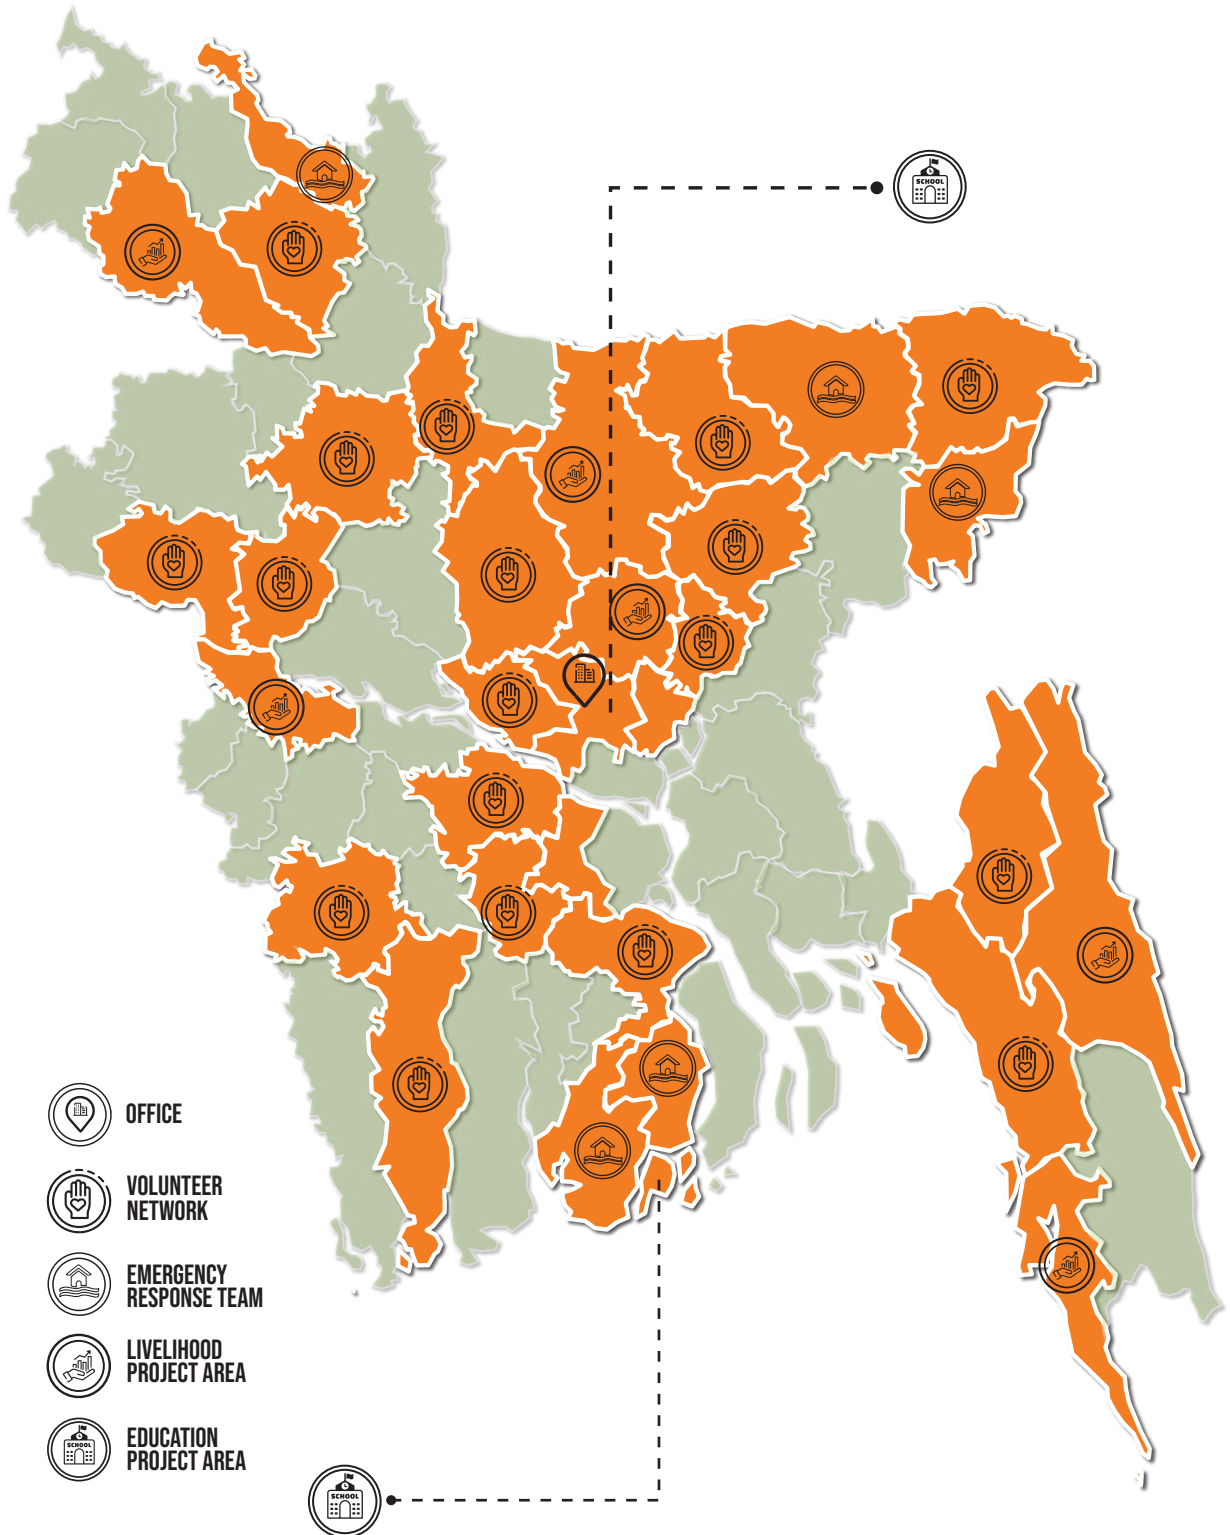 SCHOOL
OFFICE
VOLUNTEER
NETWORK
EMERGENCY
RESPONSE TEAM
LIVELIHOOD
PROJECT AREA
SCHOOL
EDUCATION
PROJECT AREA
SCHOOL